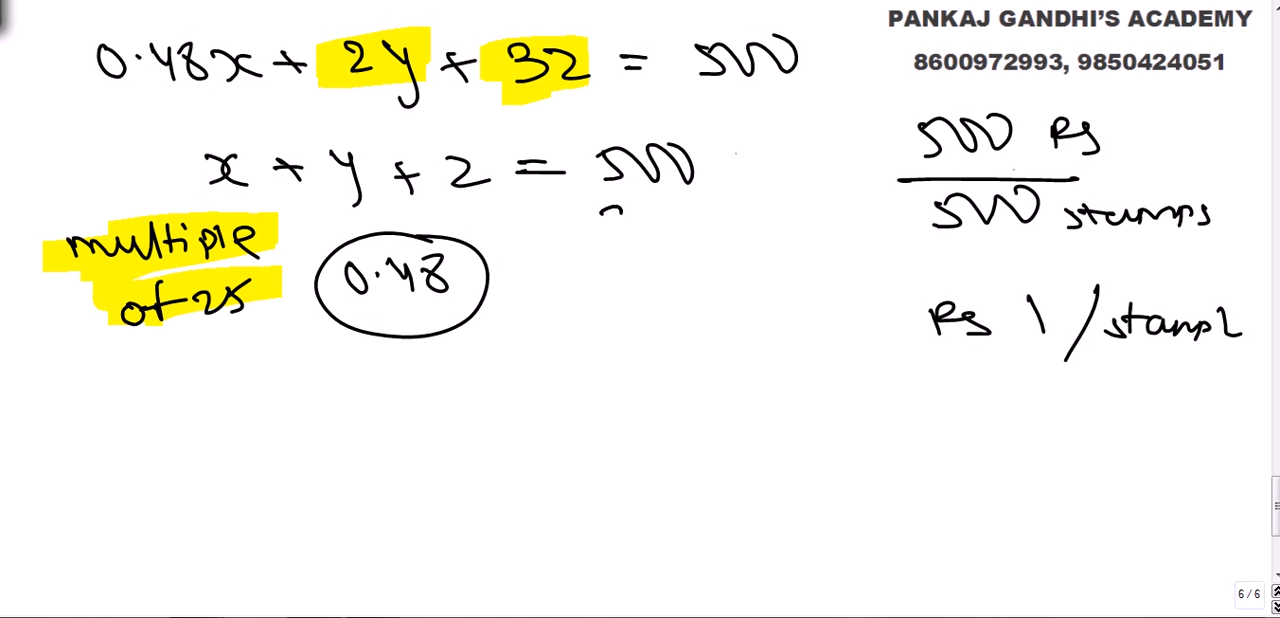 PANKAJ GANDHI'S ACADEMY
8600972993, 9850424051
0.48x + 2y + 3z = 500
x + y + z = 500
multiple
of 25
0.48
500 Rs
500 stamps
Rs 1 / stamp
6 / 6